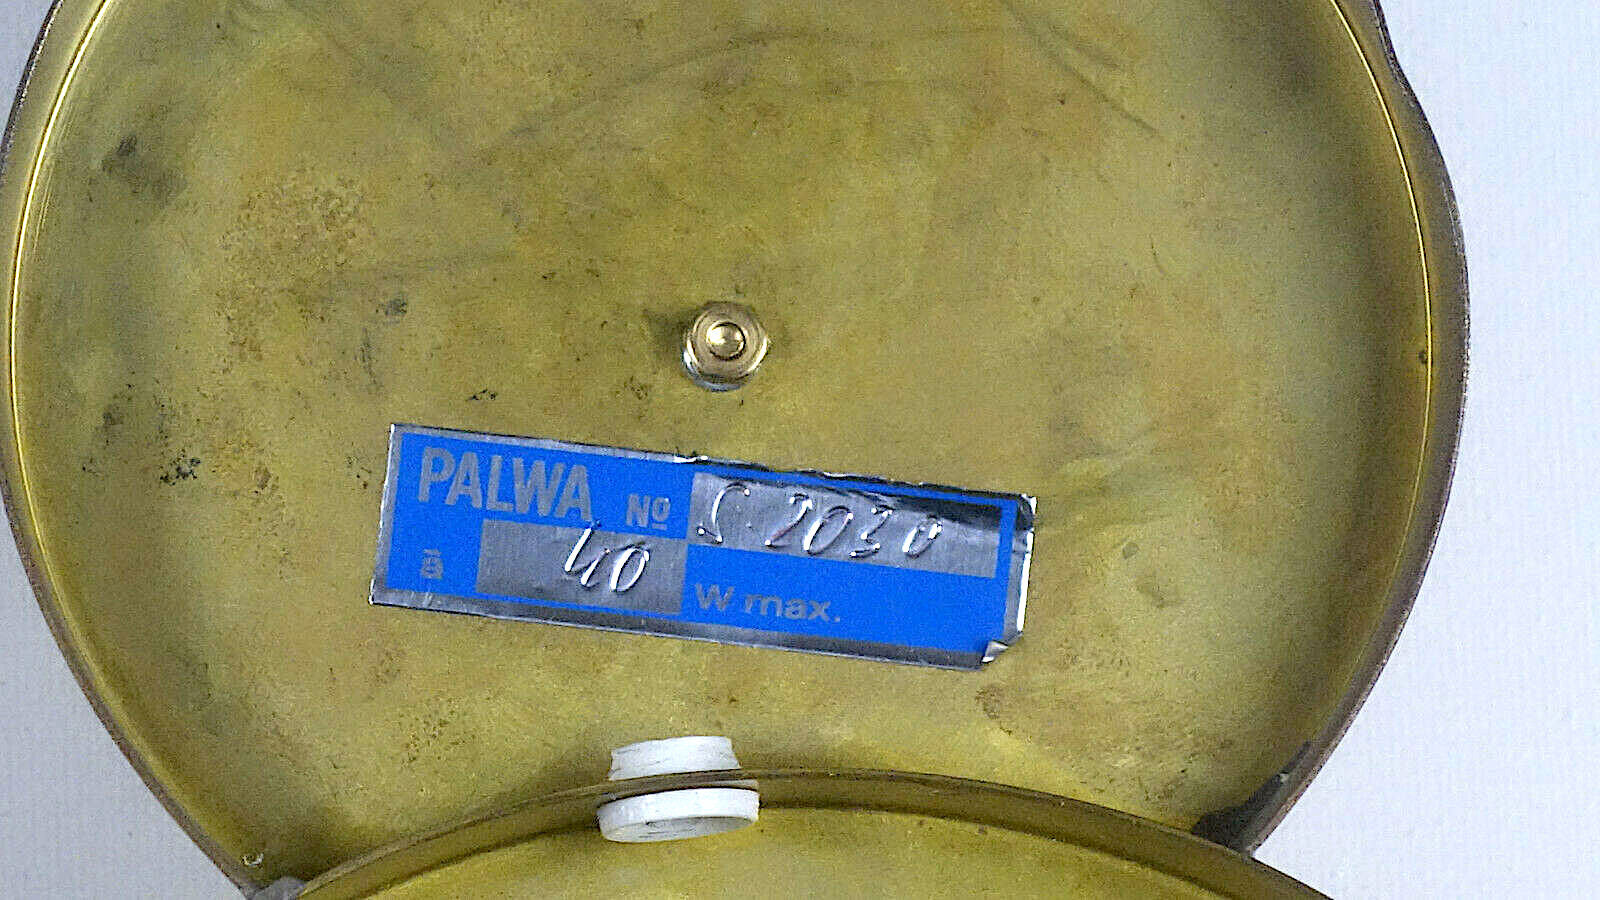 PALWA Nº S. 2030
à 40 W max.